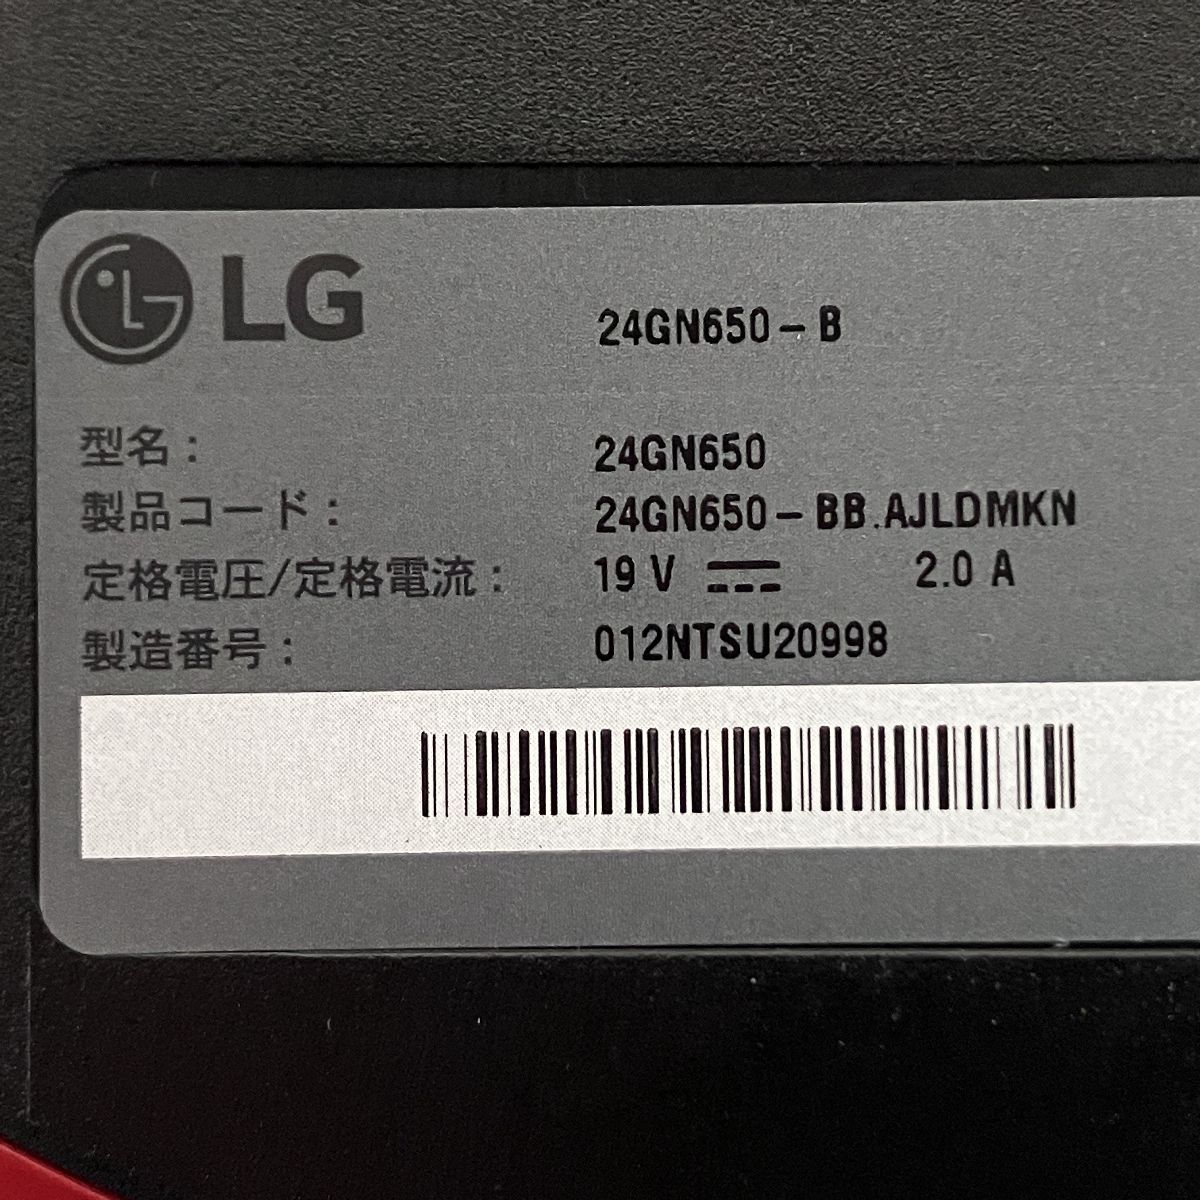 LG 24GN650-B
型名: 24GN650
製品コード: 24GN650-BB.AJLDMKN
定格電圧/定格電流: 19 V ⎓ 2.0 A
製造番号: 012NTSU20998